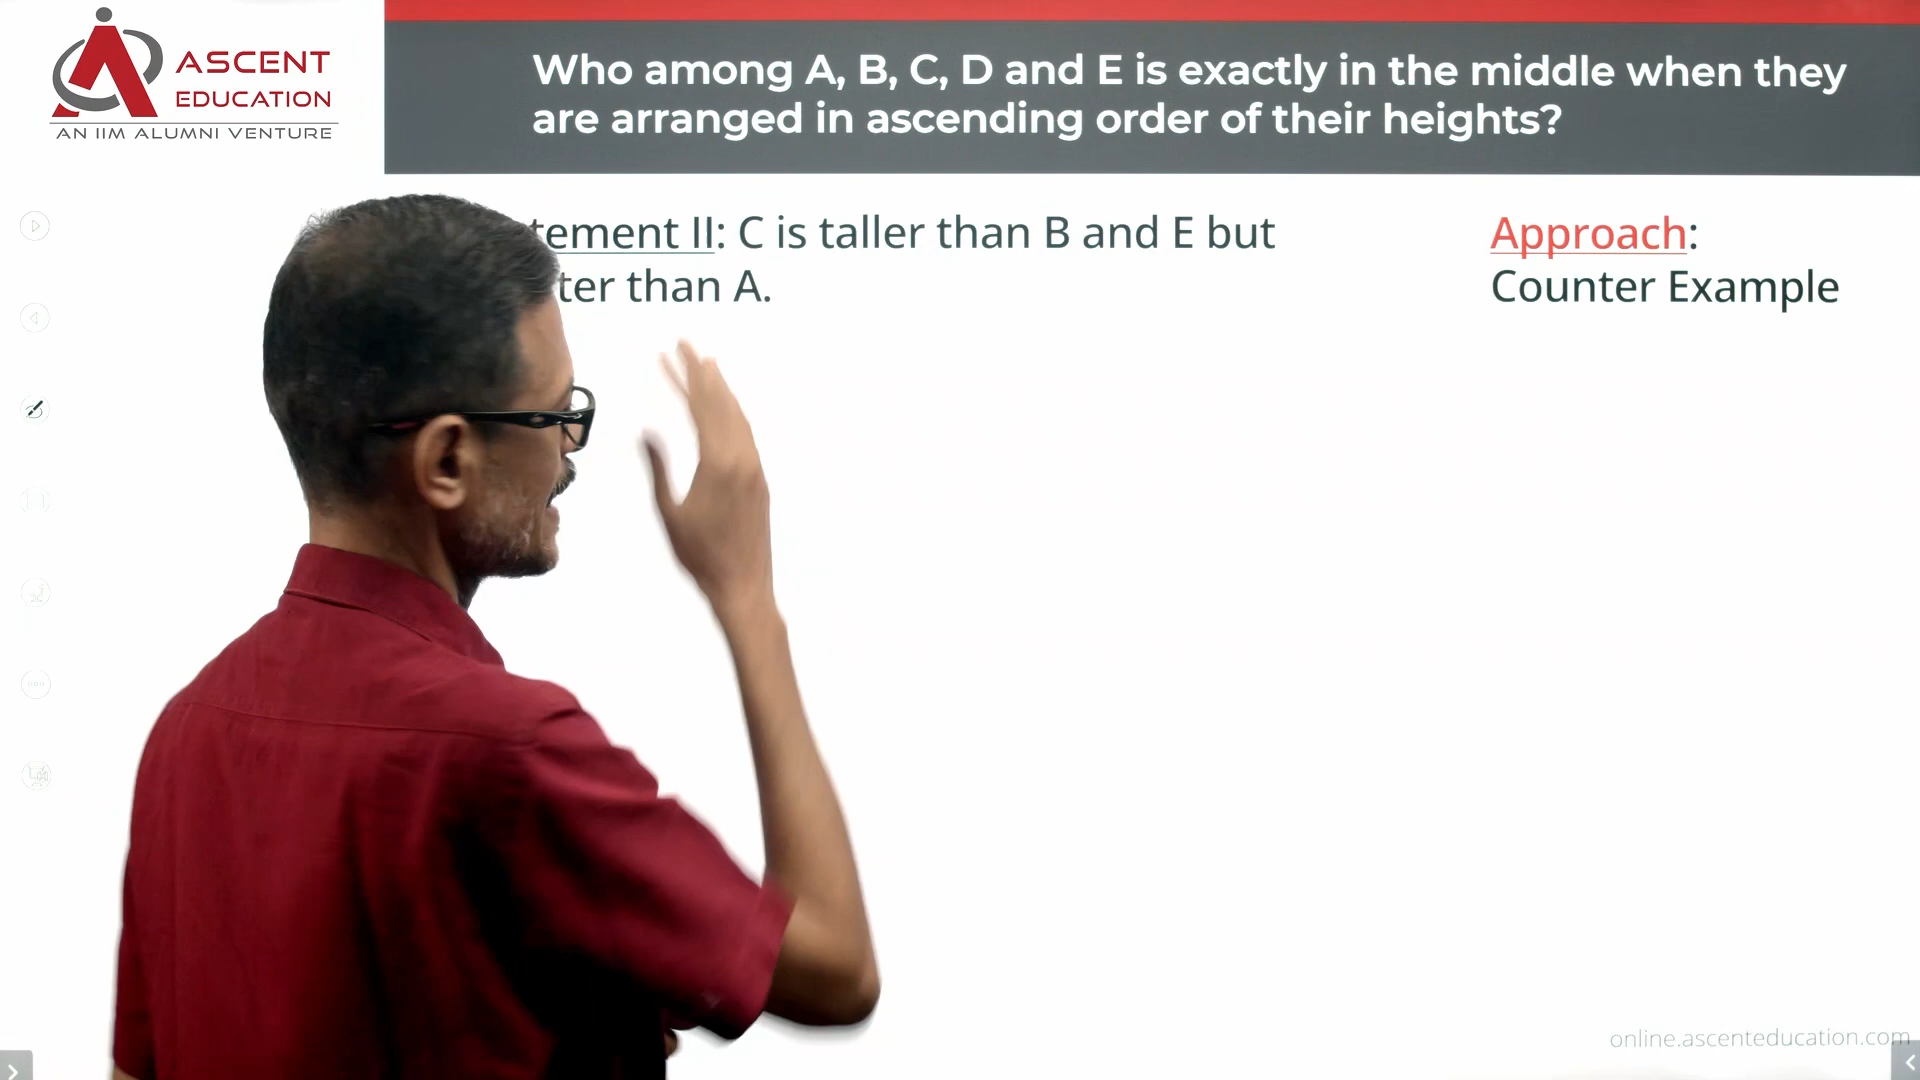 ASCENT
EDUCATION
AN IIM ALUMNI VENTURE
Who among A, B, C, D and E is exactly in the middle when they
are arranged in ascending order of their heights?
tement II: C is taller than B and E but
ter than A.
Approach:
Counter Example
online.ascenteducation.com